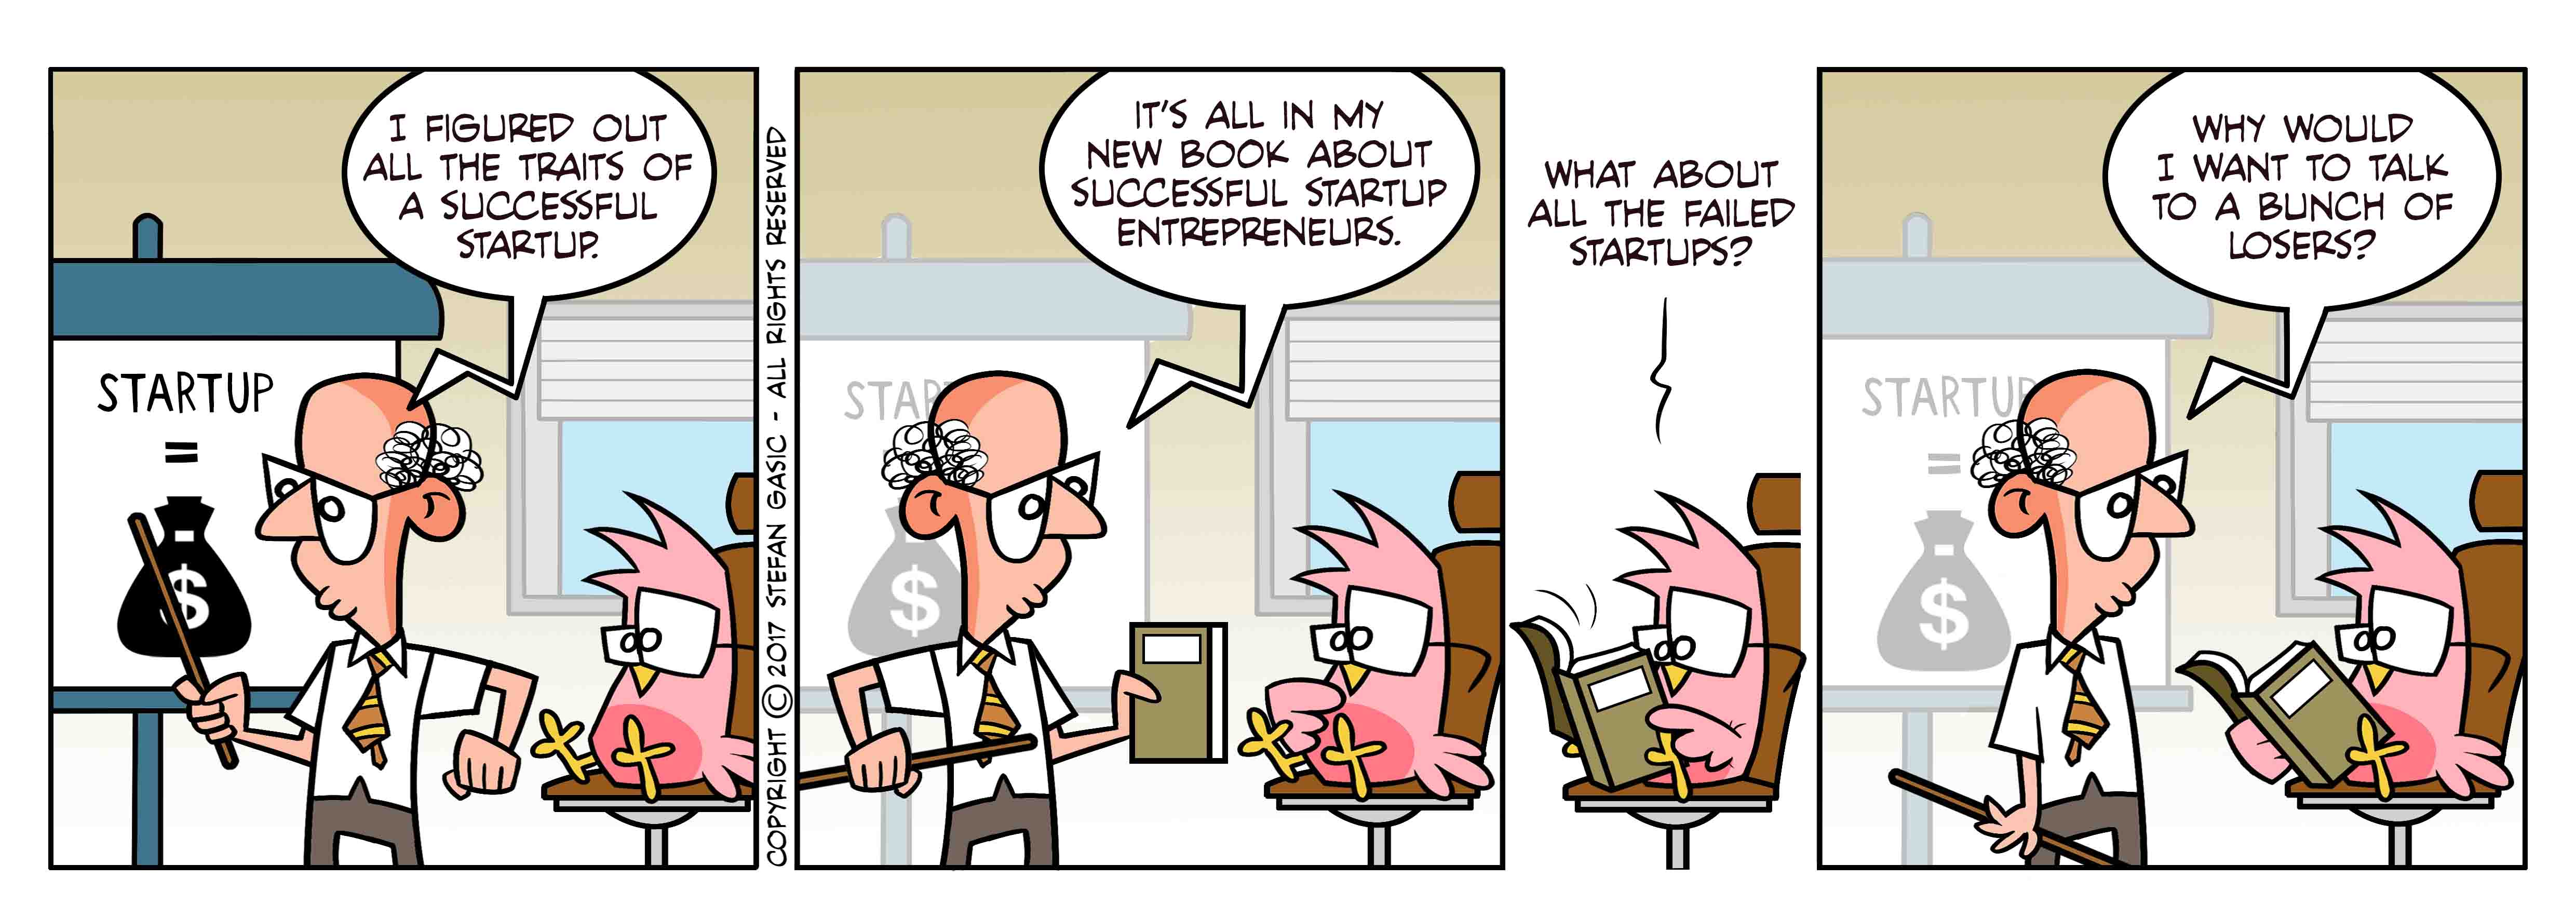 I FIGURED OUT
ALL THE TRAITS OF
A SUCCESSFUL
STARTUP.
STARTUP
=
$
COPYRIGHT © 2017 STEFAN GASIC - ALL RIGHTS RESERVED
IT'S ALL IN MY
NEW BOOK ABOUT
SUCCESSFUL STARTUP
ENTREPRENEURS.
STAR
$
WHAT ABOUT
ALL THE FAILED
STARTUPS?
WHY WOULD
I WANT TO TALK
TO A BUNCH OF
LOSERS?
STARTUP
=
$